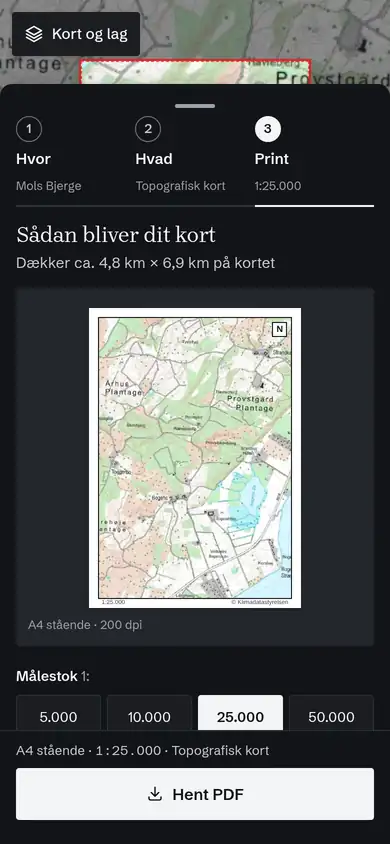 Kort og lag
Plantage
Provstgård
1
2
3
Hvor
Hvad
Print
Mols Bjerge
Topografisk kort
1:25.000
Sådan bliver dit kort
Dækker ca. 4,8 km × 6,9 km på kortet
N
Århus
Plantage
Provstgård
Plantage
1:25.000
© Klimadatastyrelsen
A4 stående · 200 dpi
Målestok 1:
5.000
10.000
25.000
50.000
A4 stående · 1:25.000 · Topografisk kort
Hent PDF